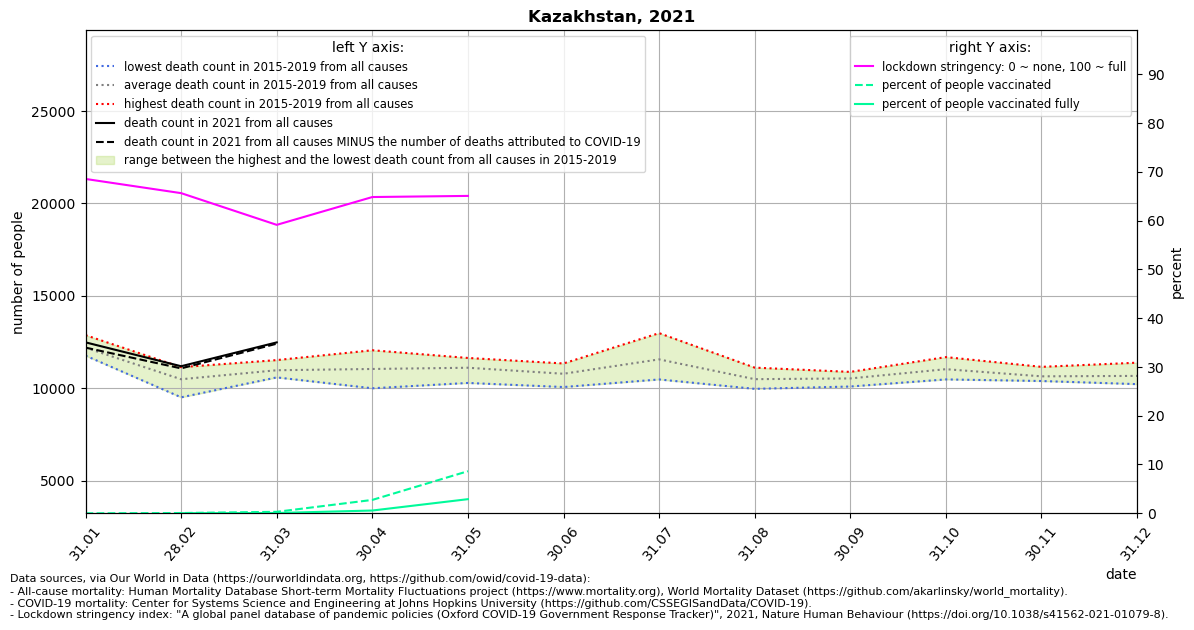 Kazakhstan, 2021
left Y axis:
lowest death count in 2015-2019 from all causes
average death count in 2015-2019 from all causes
highest death count in 2015-2019 from all causes
death count in 2021 from all causes
death count in 2021 from all causes MINUS the number of deaths attributed to COVID-19
range between the highest and the lowest death count from all causes in 2015-2019
right Y axis:
lockdown stringency: 0 ~ none, 100 ~ full
percent of people vaccinated
percent of people vaccinated fully
number of people
25000
20000
15000
10000
5000
percent
90
80
70
60
50
40
30
20
10
0
31.01
28.02
31.03
30.04
31.05
30.06
31.07
31.08
30.09
31.10
30.11
31.12
date
Data sources, via Our World in Data (https://ourworldindata.org, https://github.com/owid/covid-19-data):
- All-cause mortality: Human Mortality Database Short-term Mortality Fluctuations project (https://www.mortality.org), World Mortality Dataset (https://github.com/akarlinsky/world_mortality).
- COVID-19 mortality: Center for Systems Science and Engineering at Johns Hopkins University (https://github.com/CSSEGISandData/COVID-19).
- Lockdown stringency index: "A global panel database of pandemic policies (Oxford COVID-19 Government Response Tracker)", 2021, Nature Human Behaviour (https://doi.org/10.1038/s41562-021-01079-8).